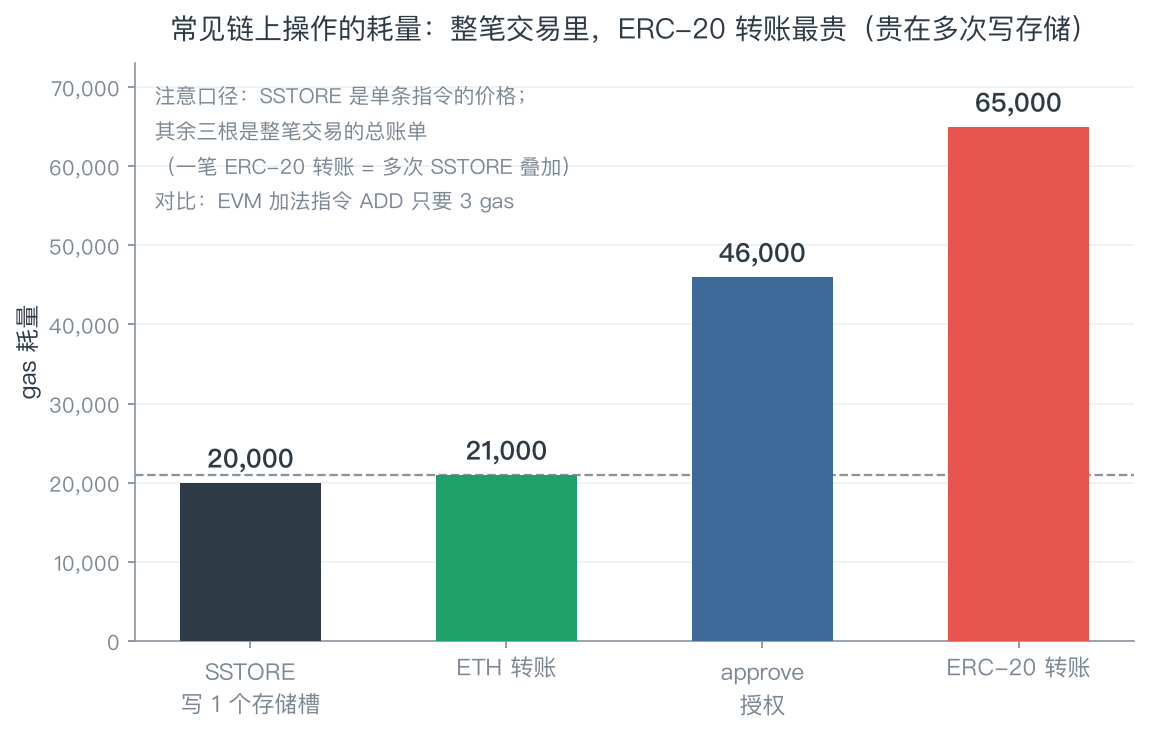 常见链上操作的耗量：整笔交易里，ERC-20 转账最贵（贵在多次写存储）
注意口径：SSTORE 是单条指令的价格；
其余三根是整笔交易的总账单
（一笔 ERC-20 转账 = 多次 SSTORE 叠加）
对比：EVM 加法指令 ADD 只要 3 gas
gas 耗量
70,000
60,000
50,000
40,000
30,000
20,000
10,000
0
20,000
21,000
46,000
65,000
SSTORE
写 1 个存储槽
ETH 转账
approve
授权
ERC-20 转账